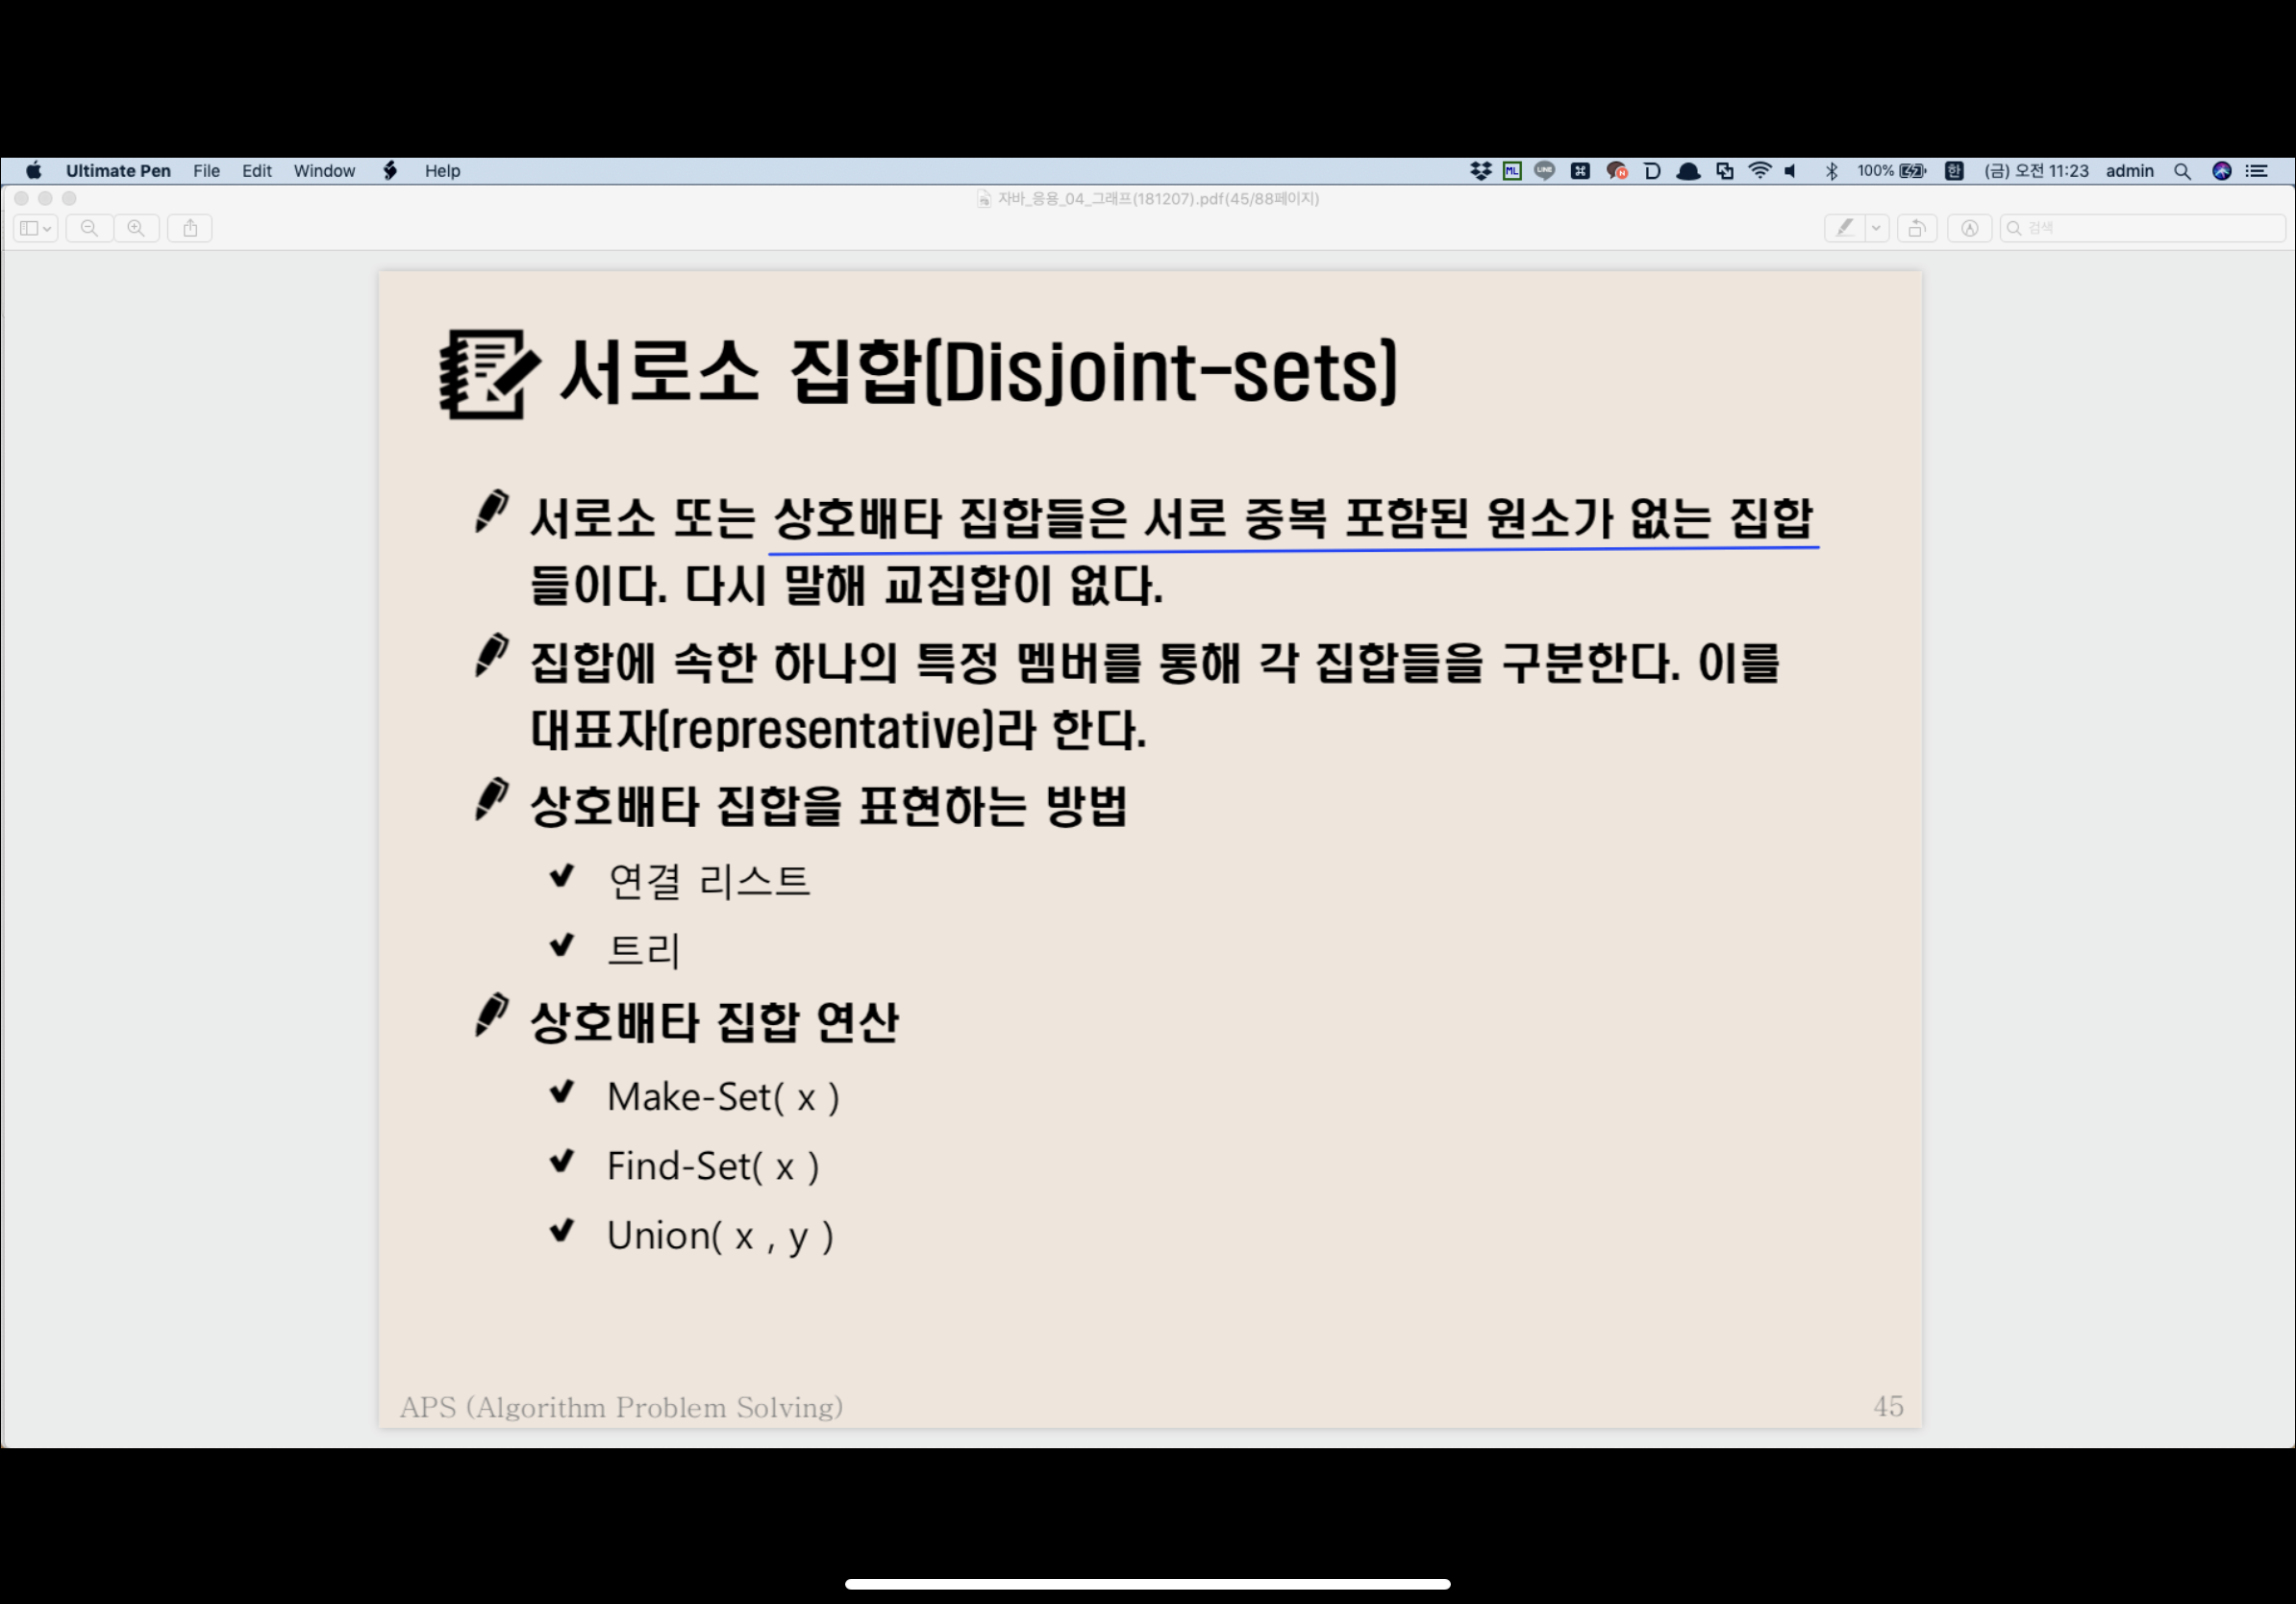 Ultimate Pen File Edit Window Help ML LINE N D 100% 한 (금) 오전 11:23 admin
자바_응용_04_그래프(181207).pdf(45/88페이지)
검색
서로소 집합(Disjoint-sets)
서로소 또는 상호배타 집합들은 서로 중복 포함된 원소가 없는 집합
들이다. 다시 말해 교집합이 없다.
집합에 속한 하나의 특정 멤버를 통해 각 집합들을 구분한다. 이를
대표자(representative)라 한다.
상호배타 집합을 표현하는 방법
연결 리스트
트리
상호배타 집합 연산
Make-Set( x )
Find-Set( x )
Union( x , y )
APS (Algorithm Problem Solving) 45